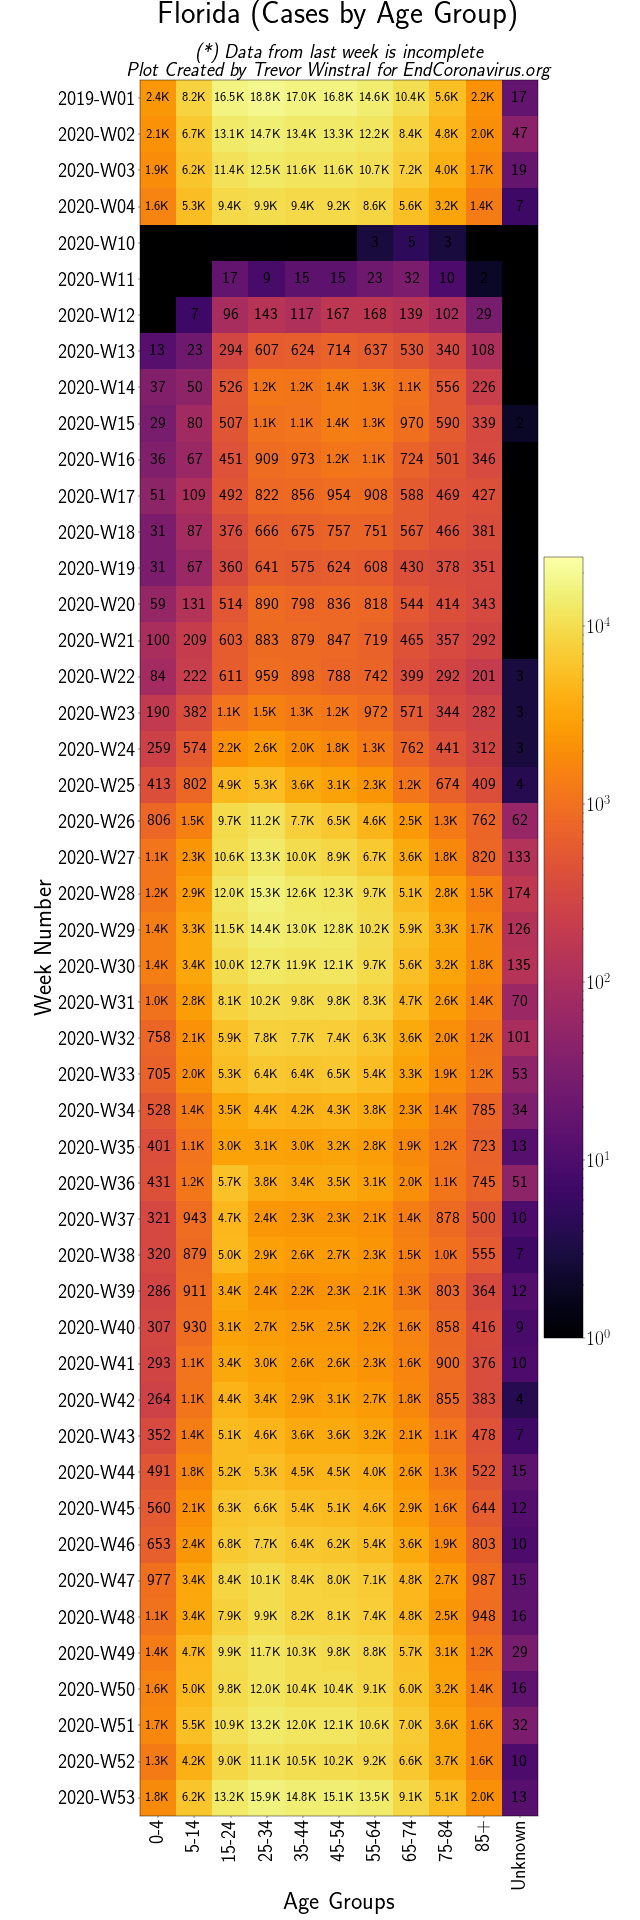 Florida (Cases by Age Group)
(*) Data from last week is incomplete
Plot Created by Trevor Winstral for EndCoronavirus.org
2019-W01 2.4K 8.2K 16.5K 18.8K 17.0K 16.8K 14.6K 10.4K 5.6K 2.2K 17
2020-W02 2.1K 6.7K 13.1K 14.7K 13.4K 13.3K 12.2K 8.4K 4.8K 2.0K 47
2020-W03 1.9K 6.2K 11.4K 12.5K 11.6K 11.6K 10.7K 7.2K 4.0K 1.7K 19
2020-W04 1.6K 5.3K 9.4K 9.9K 9.4K 9.2K 8.6K 5.6K 3.2K 1.4K 7
2020-W10 3 5 3
2020-W11 17 9 15 15 23 32 10 2
2020-W12 7 96 143 117 167 168 139 102 29
2020-W13 13 23 294 607 624 714 637 530 340 108
2020-W14 37 50 526 1.2K 1.2K 1.4K 1.3K 1.1K 556 226
2020-W15 29 80 507 1.1K 1.1K 1.4K 1.3K 970 590 339 2
2020-W16 36 67 451 909 973 1.2K 1.1K 724 501 346
2020-W17 51 109 492 822 856 954 908 588 469 427
2020-W18 31 87 376 666 675 757 751 567 466 381
2020-W19 31 67 360 641 575 624 608 430 378 351
2020-W20 59 131 514 890 798 836 818 544 414 343
2020-W21 100 209 603 883 879 847 719 465 357 292
2020-W22 84 222 611 959 898 788 742 399 292 201 3
2020-W23 190 382 1.1K 1.5K 1.3K 1.2K 972 571 344 282 3
2020-W24 259 574 2.2K 2.6K 2.0K 1.8K 1.3K 762 441 312 3
2020-W25 413 802 4.9K 5.3K 3.6K 3.1K 2.3K 1.2K 674 409 4
2020-W26 806 1.5K 9.7K 11.2K 7.7K 6.5K 4.6K 2.5K 1.3K 762 62
2020-W27 1.1K 2.3K 10.6K 13.3K 10.0K 8.9K 6.7K 3.6K 1.8K 820 133
2020-W28 1.2K 2.9K 12.0K 15.3K 12.6K 12.3K 9.7K 5.1K 2.8K 1.5K 174
2020-W29 1.4K 3.3K 11.5K 14.4K 13.0K 12.8K 10.2K 5.9K 3.3K 1.7K 126
2020-W30 1.4K 3.4K 10.0K 12.7K 11.9K 12.1K 9.7K 5.6K 3.2K 1.8K 135
2020-W31 1.0K 2.8K 8.1K 10.2K 9.8K 9.8K 8.3K 4.7K 2.6K 1.4K 70
2020-W32 758 2.1K 5.9K 7.8K 7.7K 7.4K 6.3K 3.6K 2.0K 1.2K 101
2020-W33 705 2.0K 5.3K 6.4K 6.4K 6.5K 5.4K 3.3K 1.9K 1.2K 53
2020-W34 528 1.4K 3.5K 4.4K 4.2K 4.3K 3.8K 2.3K 1.4K 785 34
2020-W35 401 1.1K 3.0K 3.1K 3.0K 3.2K 2.8K 1.9K 1.2K 723 13
2020-W36 431 1.2K 5.7K 3.8K 3.4K 3.5K 3.1K 2.0K 1.1K 745 51
2020-W37 321 943 4.7K 2.4K 2.3K 2.3K 2.1K 1.4K 878 500 10
2020-W38 320 879 5.0K 2.9K 2.6K 2.7K 2.3K 1.5K 1.0K 555 7
2020-W39 286 911 3.4K 2.4K 2.2K 2.3K 2.1K 1.3K 803 364 12
2020-W40 307 930 3.1K 2.7K 2.5K 2.5K 2.2K 1.6K 858 416 9
2020-W41 293 1.1K 3.4K 3.0K 2.6K 2.6K 2.3K 1.6K 900 376 10
2020-W42 264 1.1K 4.4K 3.4K 2.9K 3.1K 2.7K 1.8K 855 383 4
2020-W43 352 1.4K 5.1K 4.6K 3.6K 3.6K 3.2K 2.1K 1.1K 478 7
2020-W44 491 1.8K 5.2K 5.3K 4.5K 4.5K 4.0K 2.6K 1.3K 522 15
2020-W45 560 2.1K 6.3K 6.6K 5.4K 5.1K 4.6K 2.9K 1.6K 644 12
2020-W46 653 2.4K 6.8K 7.7K 6.4K 6.2K 5.4K 3.6K 1.9K 803 10
2020-W47 977 3.4K 8.4K 10.1K 8.4K 8.0K 7.1K 4.8K 2.7K 987 15
2020-W48 1.1K 3.4K 7.9K 9.9K 8.2K 8.1K 7.4K 4.8K 2.5K 948 16
2020-W49 1.4K 4.7K 9.9K 11.7K 10.3K 9.8K 8.8K 5.7K 3.1K 1.2K 29
2020-W50 1.6K 5.0K 9.8K 12.0K 10.4K 10.4K 9.1K 6.0K 3.2K 1.4K 16
2020-W51 1.7K 5.5K 10.9K 13.2K 12.0K 12.1K 10.6K 7.0K 3.6K 1.6K 32
2020-W52 1.3K 4.2K 9.0K 11.1K 10.5K 10.2K 9.2K 6.6K 3.7K 1.6K 10
2020-W53 1.8K 6.2K 13.2K 15.9K 14.8K 15.1K 13.5K 9.1K 5.1K 2.0K 13
0-4 5-14 15-24 25-34 35-44 45-54 55-64 65-74 75-84 85+ Unknown
Age Groups
Week Number
10⁴
10³
10²
10¹
10⁰